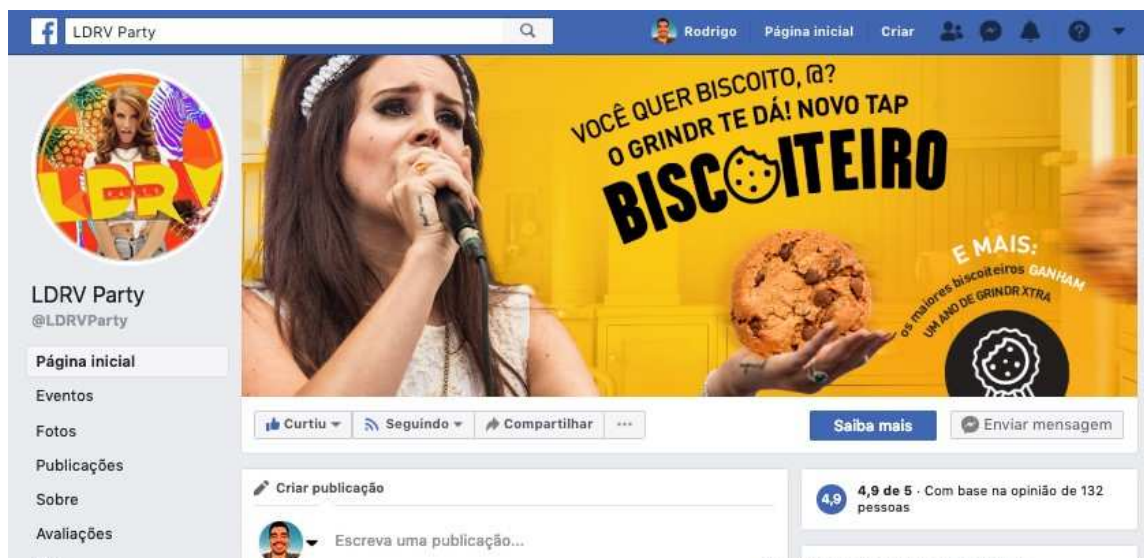 LDRV Party
Rodrigo
Página inicial
Criar
LDRV
VOCÊ QUER BISCOITO, @?
O GRINDR TE DÁ! NOVO TAP
BISCOITEIRO
E MAIS:
os maiores biscoiteiros GANHAM
UM ANO DE GRINDR XTRA
LDRV Party
@LDRVParty
Página inicial
Eventos
Fotos
Publicações
Sobre
Avaliações
Curtiu
Seguindo
Compartilhar
Saiba mais
Enviar mensagem
Criar publicação
Escreva uma publicação...
4,9
4,9 de 5 · Com base na opinião de 132
pessoas